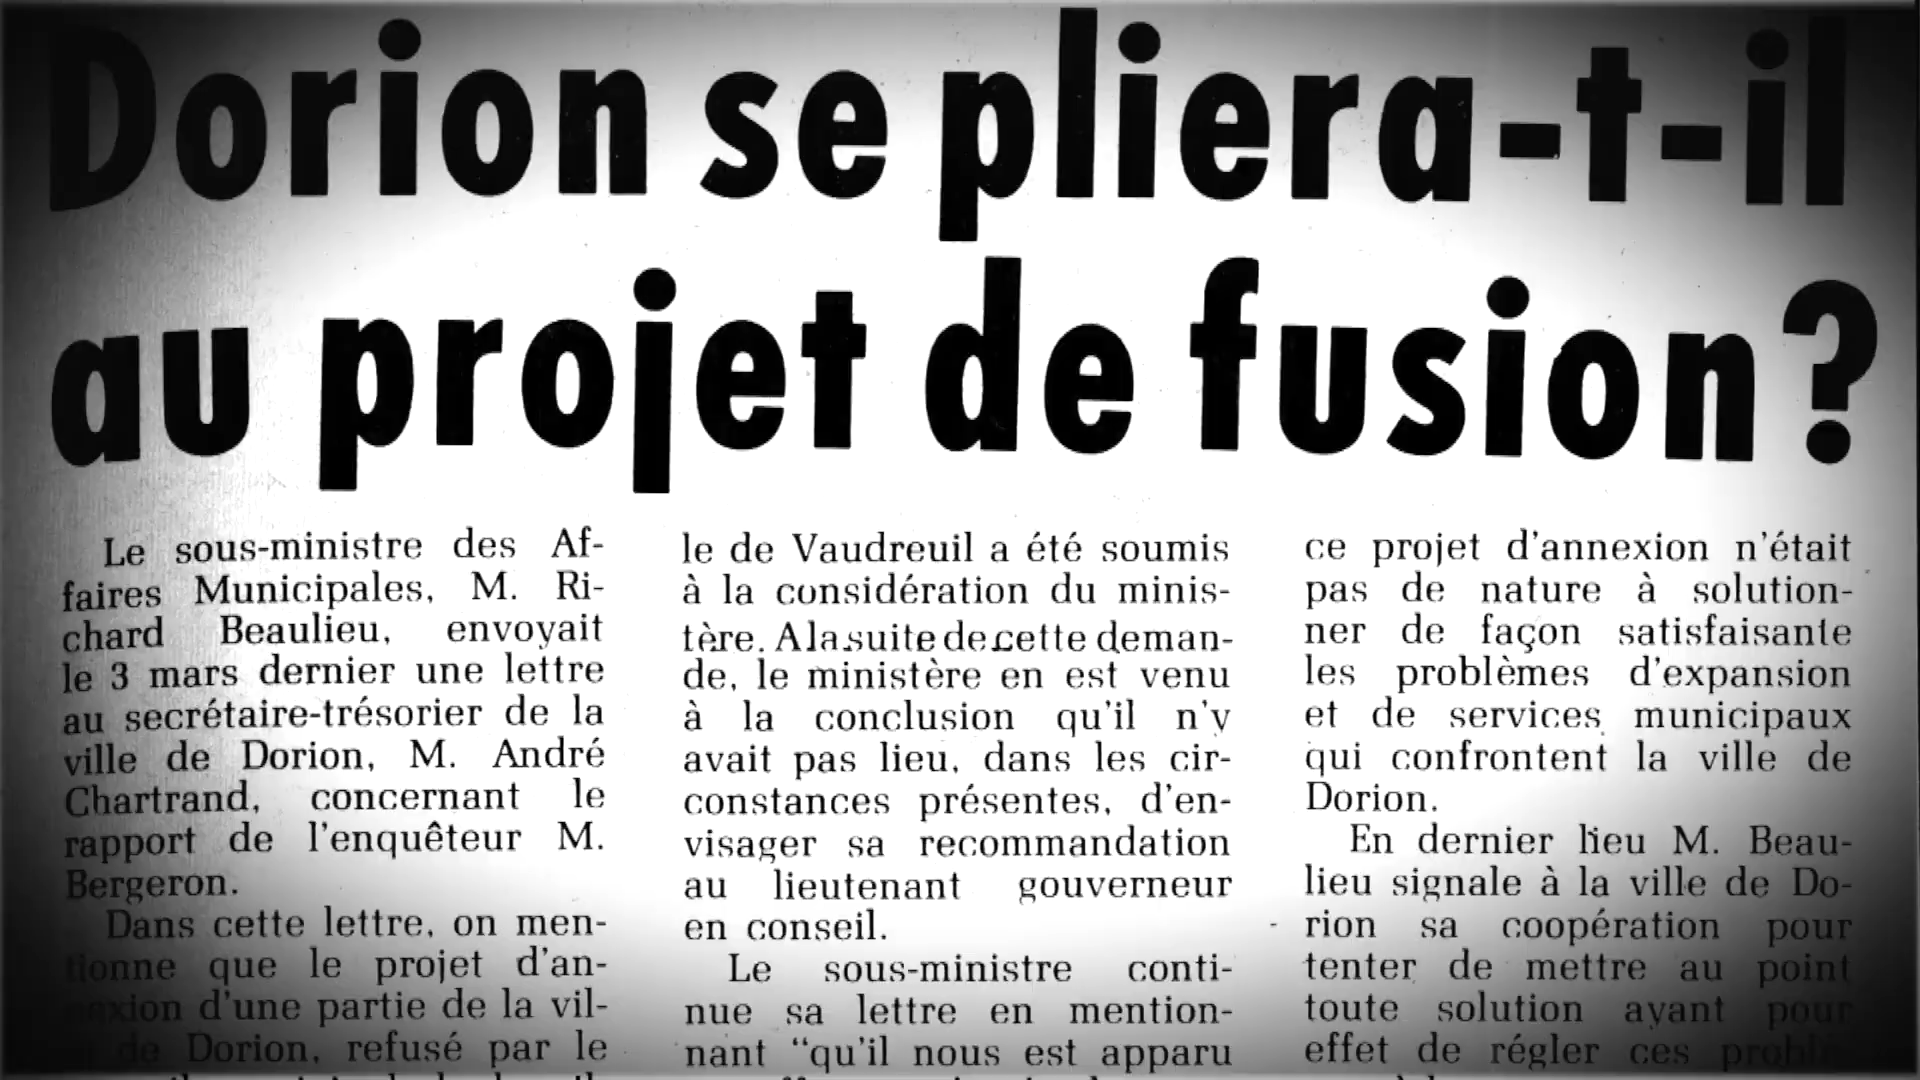 Dorion se pliera-t-il
au projet de fusion?
Le sous-ministre des Af-
faires Municipales, M. Ri-
chard Beaulieu, envoyait
le 3 mars dernier une lettre
au secrétaire-trésorier de la
ville de Dorion, M. André
Chartrand, concernant le
rapport de l'enquêteur M.
Bergeron.
Dans cette lettre, on men-
tionne que le projet d'an-
nexion d'une partie de la vil-
de Dorion, refusé par le
le de Vaudreuil a été soumis
à la considération du minis-
tère. A la suite de cette deman-
de, le ministère en est venu
à la conclusion qu'il n'y
avait pas lieu, dans les cir-
constances présentes, d'en-
visager sa recommandation
au lieutenant gouverneur
en conseil.
Le sous-ministre conti-
nue sa lettre en mention-
nant "qu'il nous est apparu
ce projet d'annexion n'était
pas de nature à solution-
ner de façon satisfaisante
les problèmes d'expansion
et de services municipaux
qui confrontent la ville de
Dorion.
En dernier lieu M. Beau-
lieu signale à la ville de Do-
rion sa coopération pour
tenter de mettre au point
toute solution ayant pour
effet de régler ces